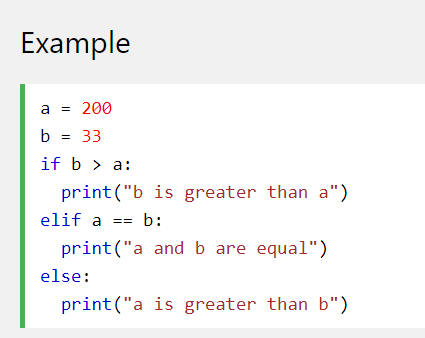 Example
a = 200
b = 33
if b > a:
  print("b is greater than a")
elif a == b:
  print("a and b are equal")
else:
  print("a is greater than b")